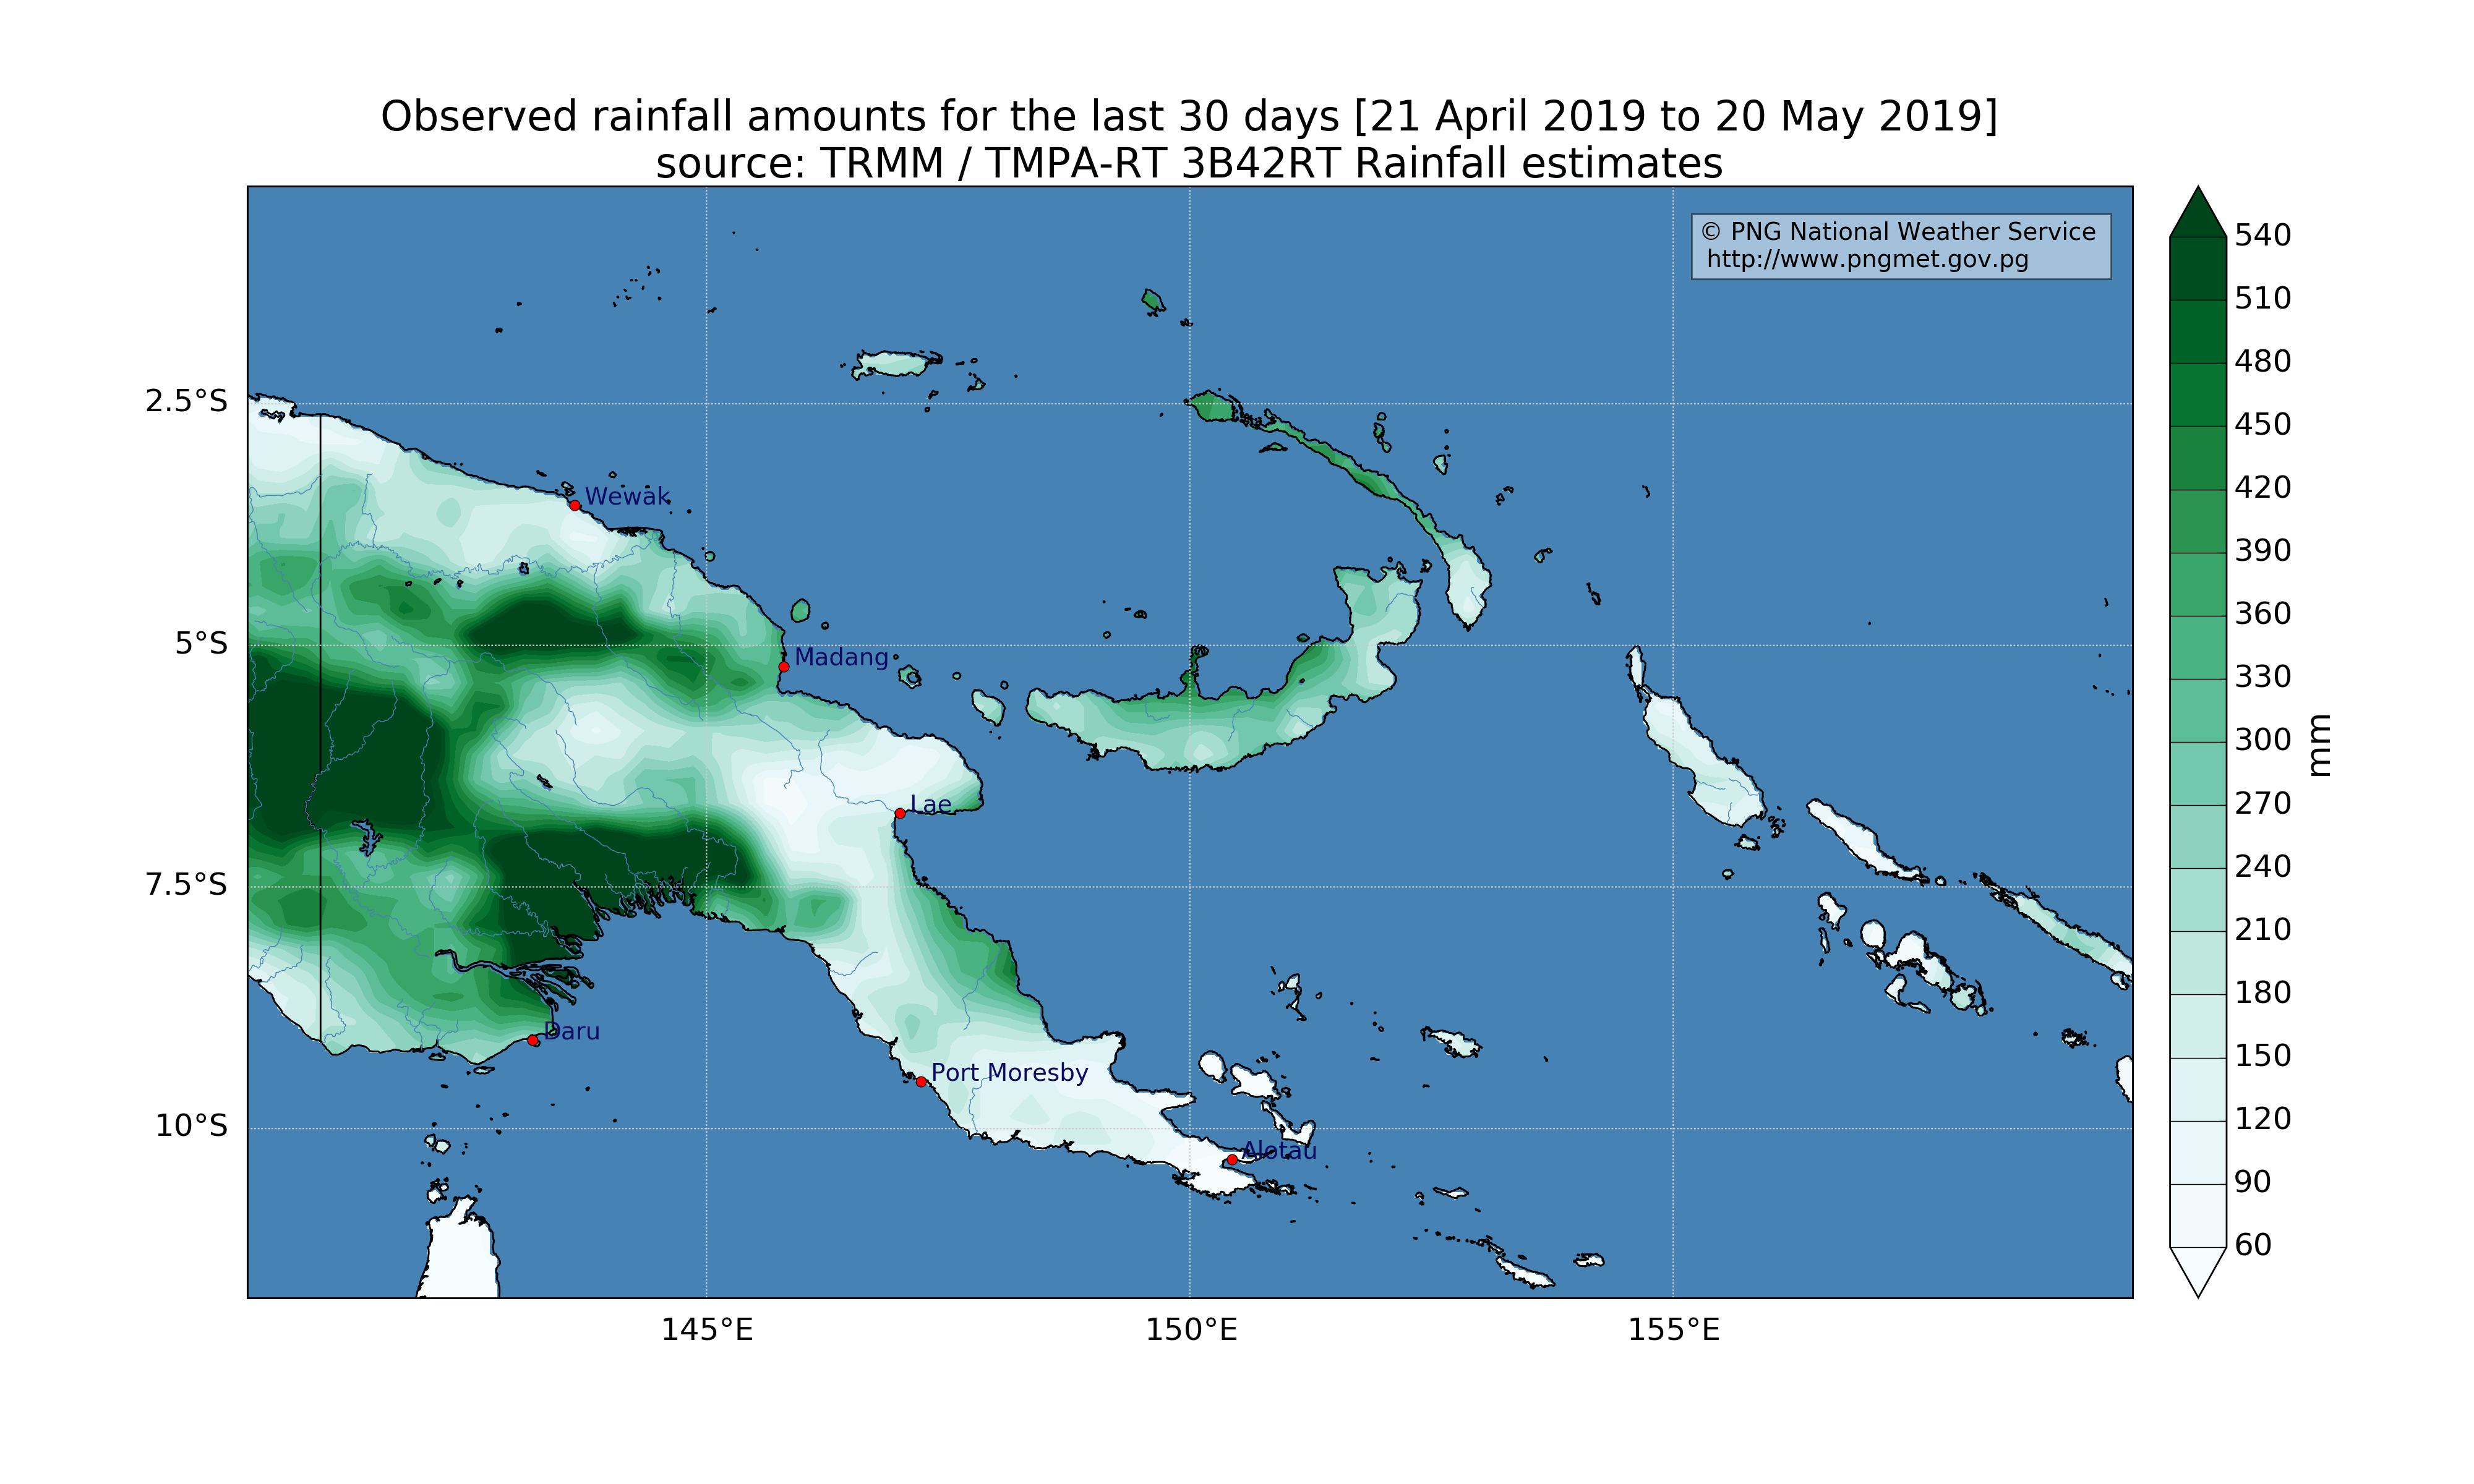 Observed rainfall amounts for the last 30 days [21 April 2019 to 20 May 2019]
source: TRMM / TMPA-RT 3B42RT Rainfall estimates
© PNG National Weather Service
http://www.pngmet.gov.pg
540
510
480
450
420
390
360
330
300
270
240
210
180
150
120
90
60
mm
2.5°S
5°S
7.5°S
10°S
Wewak
Madang
Lae
Daru
Port Moresby
Alotau
145°E
150°E
155°E